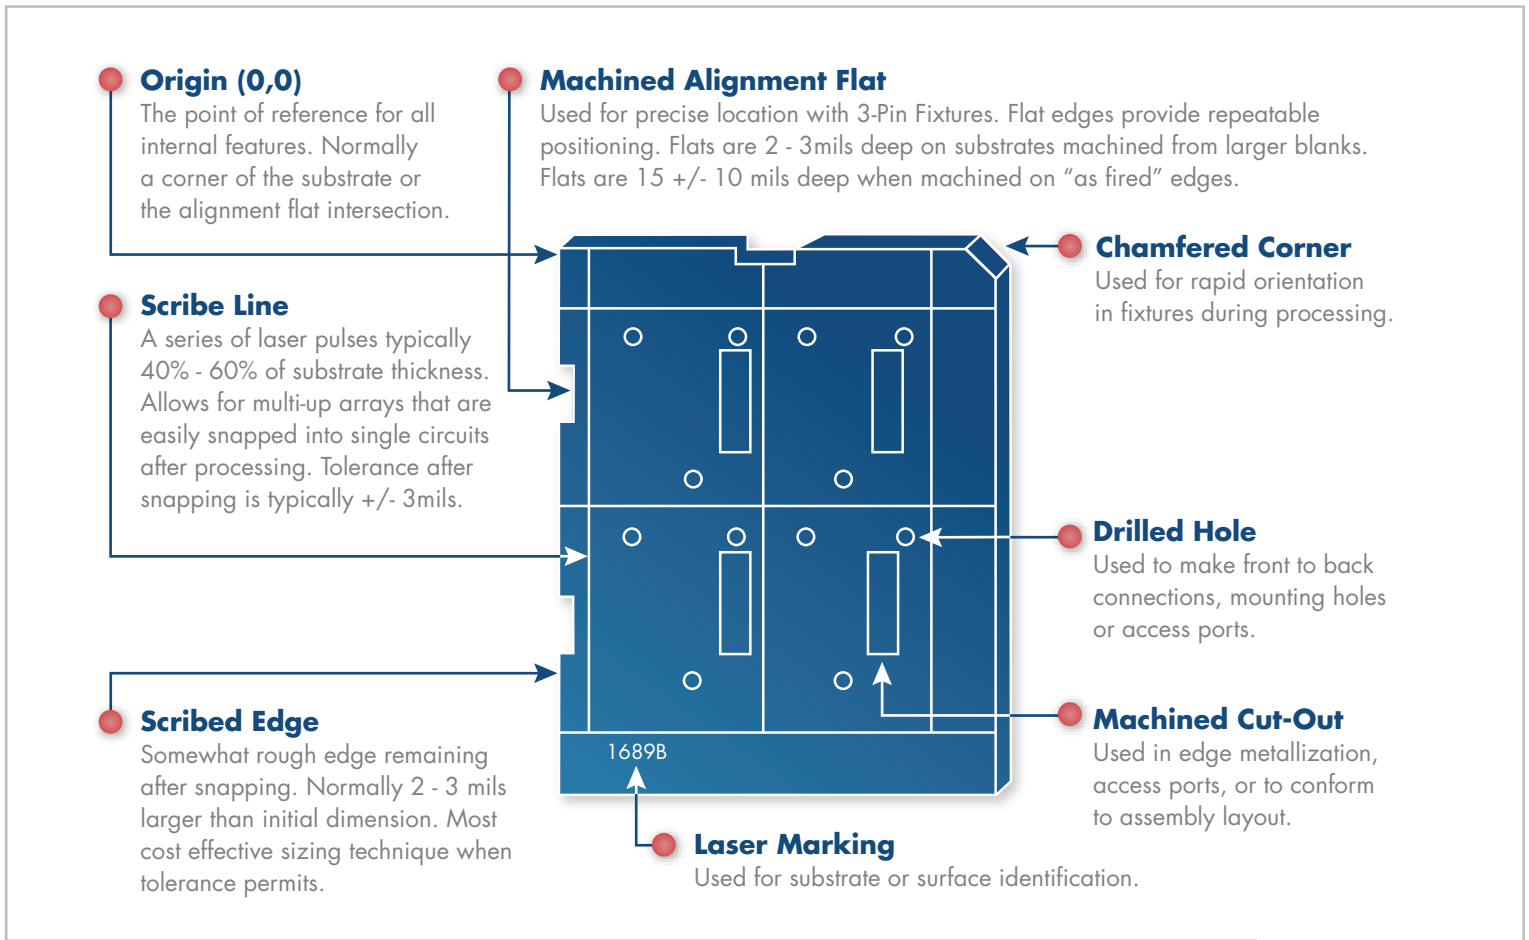 Origin (0,0)
The point of reference for all
internal features. Normally
a corner of the substrate or
the alignment flat intersection.
Machined Alignment Flat
Used for precise location with 3-Pin Fixtures. Flat edges provide repeatable
positioning. Flats are 2 - 3mils deep on substrates machined from larger blanks.
Flats are 15 +/- 10 mils deep when machined on “as fired” edges.
Chamfered Corner
Used for rapid orientation
in fixtures during processing.
Scribe Line
A series of laser pulses typically
40% - 60% of substrate thickness.
Allows for multi-up arrays that are
easily snapped into single circuits
after processing. Tolerance after
snapping is typically +/- 3mils.
Drilled Hole
Used to make front to back
connections, mounting holes
or access ports.
Scribed Edge
Somewhat rough edge remaining
after snapping. Normally 2 - 3 mils
larger than initial dimension. Most
cost effective sizing technique when
tolerance permits.
Machined Cut-Out
Used in edge metallization,
access ports, or to conform
to assembly layout.
1689B
Laser Marking
Used for substrate or surface identification.